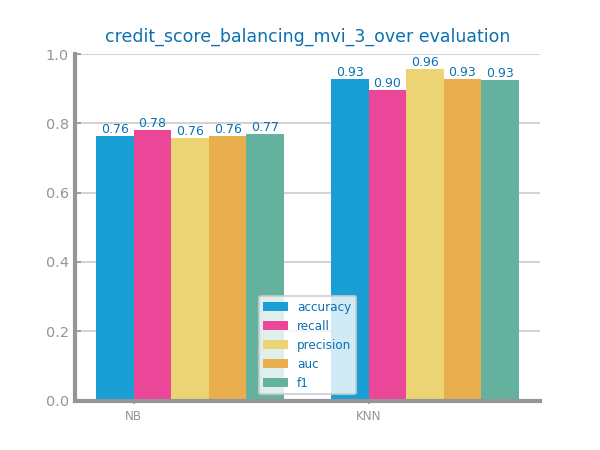 credit_score_balancing_mvi_3_over evaluation
1.0
0.8
0.6
0.4
0.2
0.0
0.76 0.78 0.76 0.76 0.77
0.93 0.90 0.96 0.93 0.93
accuracy
recall
precision
auc
f1
NB KNN